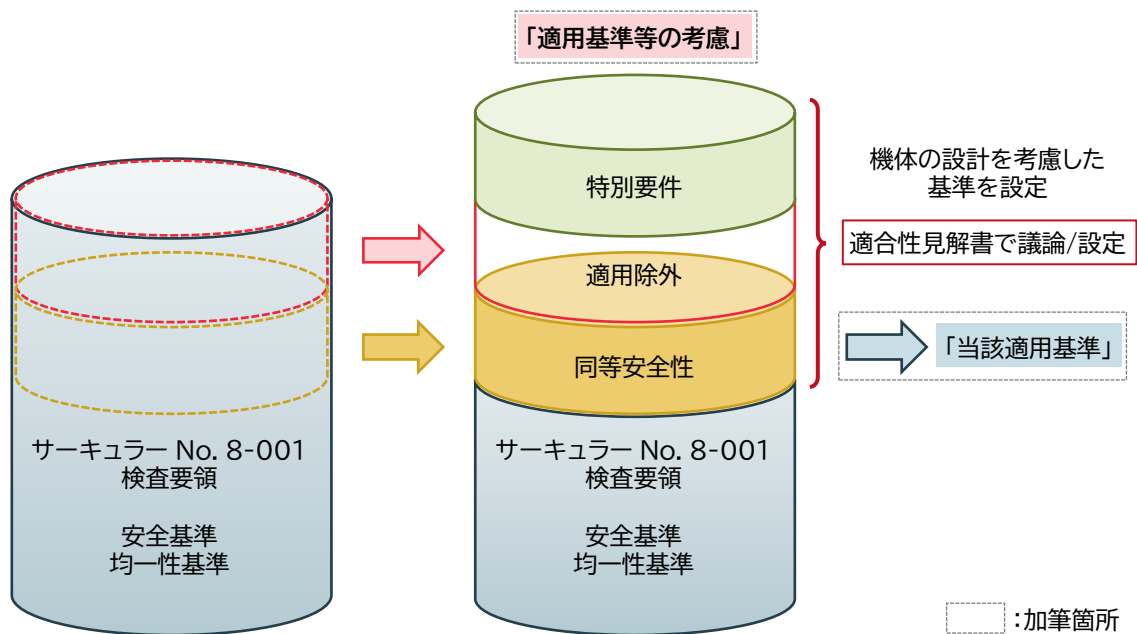 「適用基準等の考慮」
特別要件
適用除外
同等安全性
サーキュラー No. 8-001
検査要領
安全基準
均一性基準
サーキュラー No. 8-001
検査要領
安全基準
均一性基準
機体の設計を考慮した
基準を設定
適合性見解書で議論/設定
「当該適用基準」
:加筆箇所